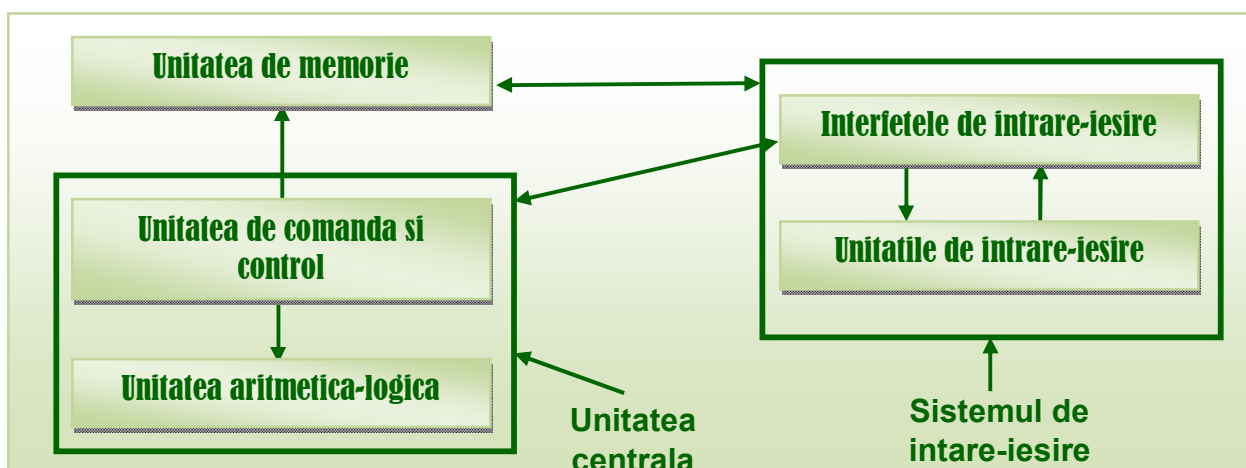 Unitatea de memorie
Interfetele de intrare-iesire
Unitatea de comanda si
control
Unitatile de intrare-iesire
Unitatea aritmetica-logica
Unitatea
centrala
Sistemul de
intare-iesire